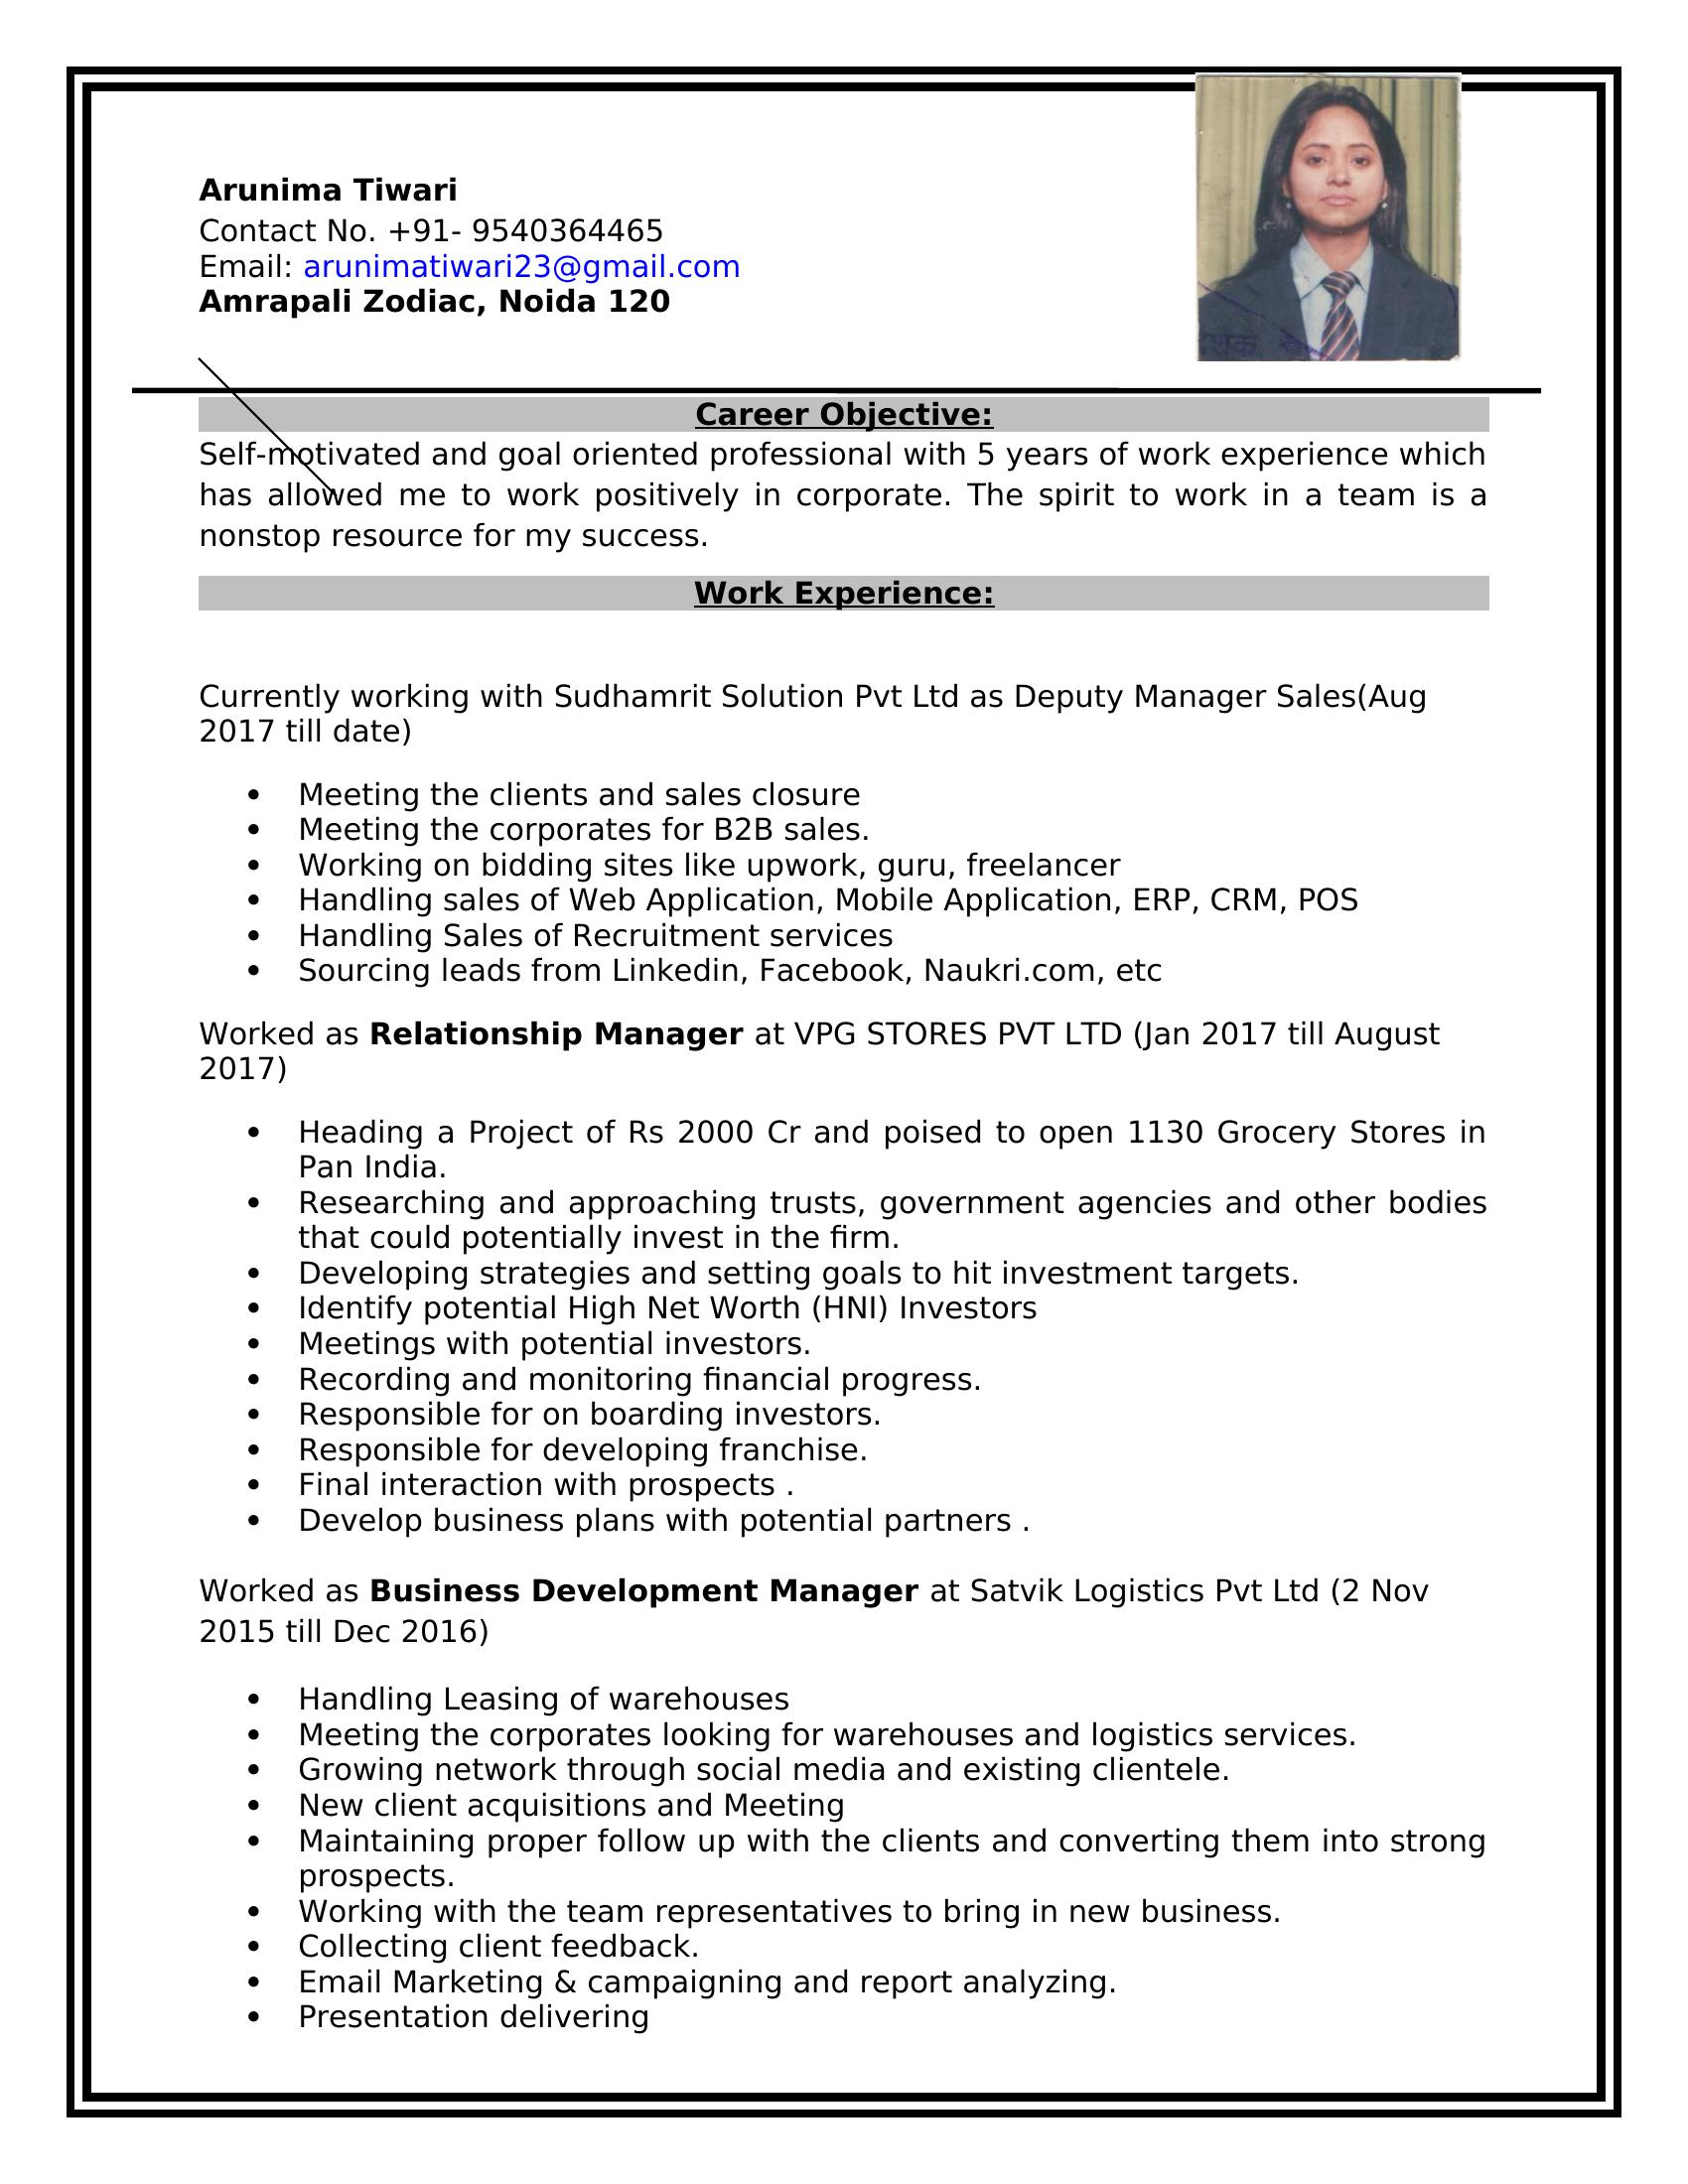 Arunima Tiwari
Contact No. +91- 9540364465
Email: arunimatiwari23@gmail.com
Amrapali Zodiac, Noida 120
Career Objective:
Self-motivated and goal oriented professional with 5 years of work experience which
has allowed me to work positively in corporate. The spirit to work in a team is a
nonstop resource for my success.
Work Experience:
Currently working with Sudhamrit Solution Pvt Ltd as Deputy Manager Sales(Aug
2017 till date)
• Meeting the clients and sales closure
• Meeting the corporates for B2B sales.
• Working on bidding sites like upwork, guru, freelancer
• Handling sales of Web Application, Mobile Application, ERP, CRM, POS
• Handling Sales of Recruitment services
• Sourcing leads from Linkedin, Facebook, Naukri.com, etc
Worked as Relationship Manager at VPG STORES PVT LTD (Jan 2017 till August
2017)
• Heading a Project of Rs 2000 Cr and poised to open 1130 Grocery Stores in
Pan India.
• Researching and approaching trusts, government agencies and other bodies
that could potentially invest in the firm.
• Developing strategies and setting goals to hit investment targets.
• Identify potential High Net Worth (HNI) Investors
• Meetings with potential investors.
• Recording and monitoring financial progress.
• Responsible for on boarding investors.
• Responsible for developing franchise.
• Final interaction with prospects .
• Develop business plans with potential partners .
Worked as Business Development Manager at Satvik Logistics Pvt Ltd (2 Nov
2015 till Dec 2016)
• Handling Leasing of warehouses
• Meeting the corporates looking for warehouses and logistics services.
• Growing network through social media and existing clientele.
• New client acquisitions and Meeting
• Maintaining proper follow up with the clients and converting them into strong
prospects.
• Working with the team representatives to bring in new business.
• Collecting client feedback.
• Email Marketing & campaigning and report analyzing.
• Presentation delivering